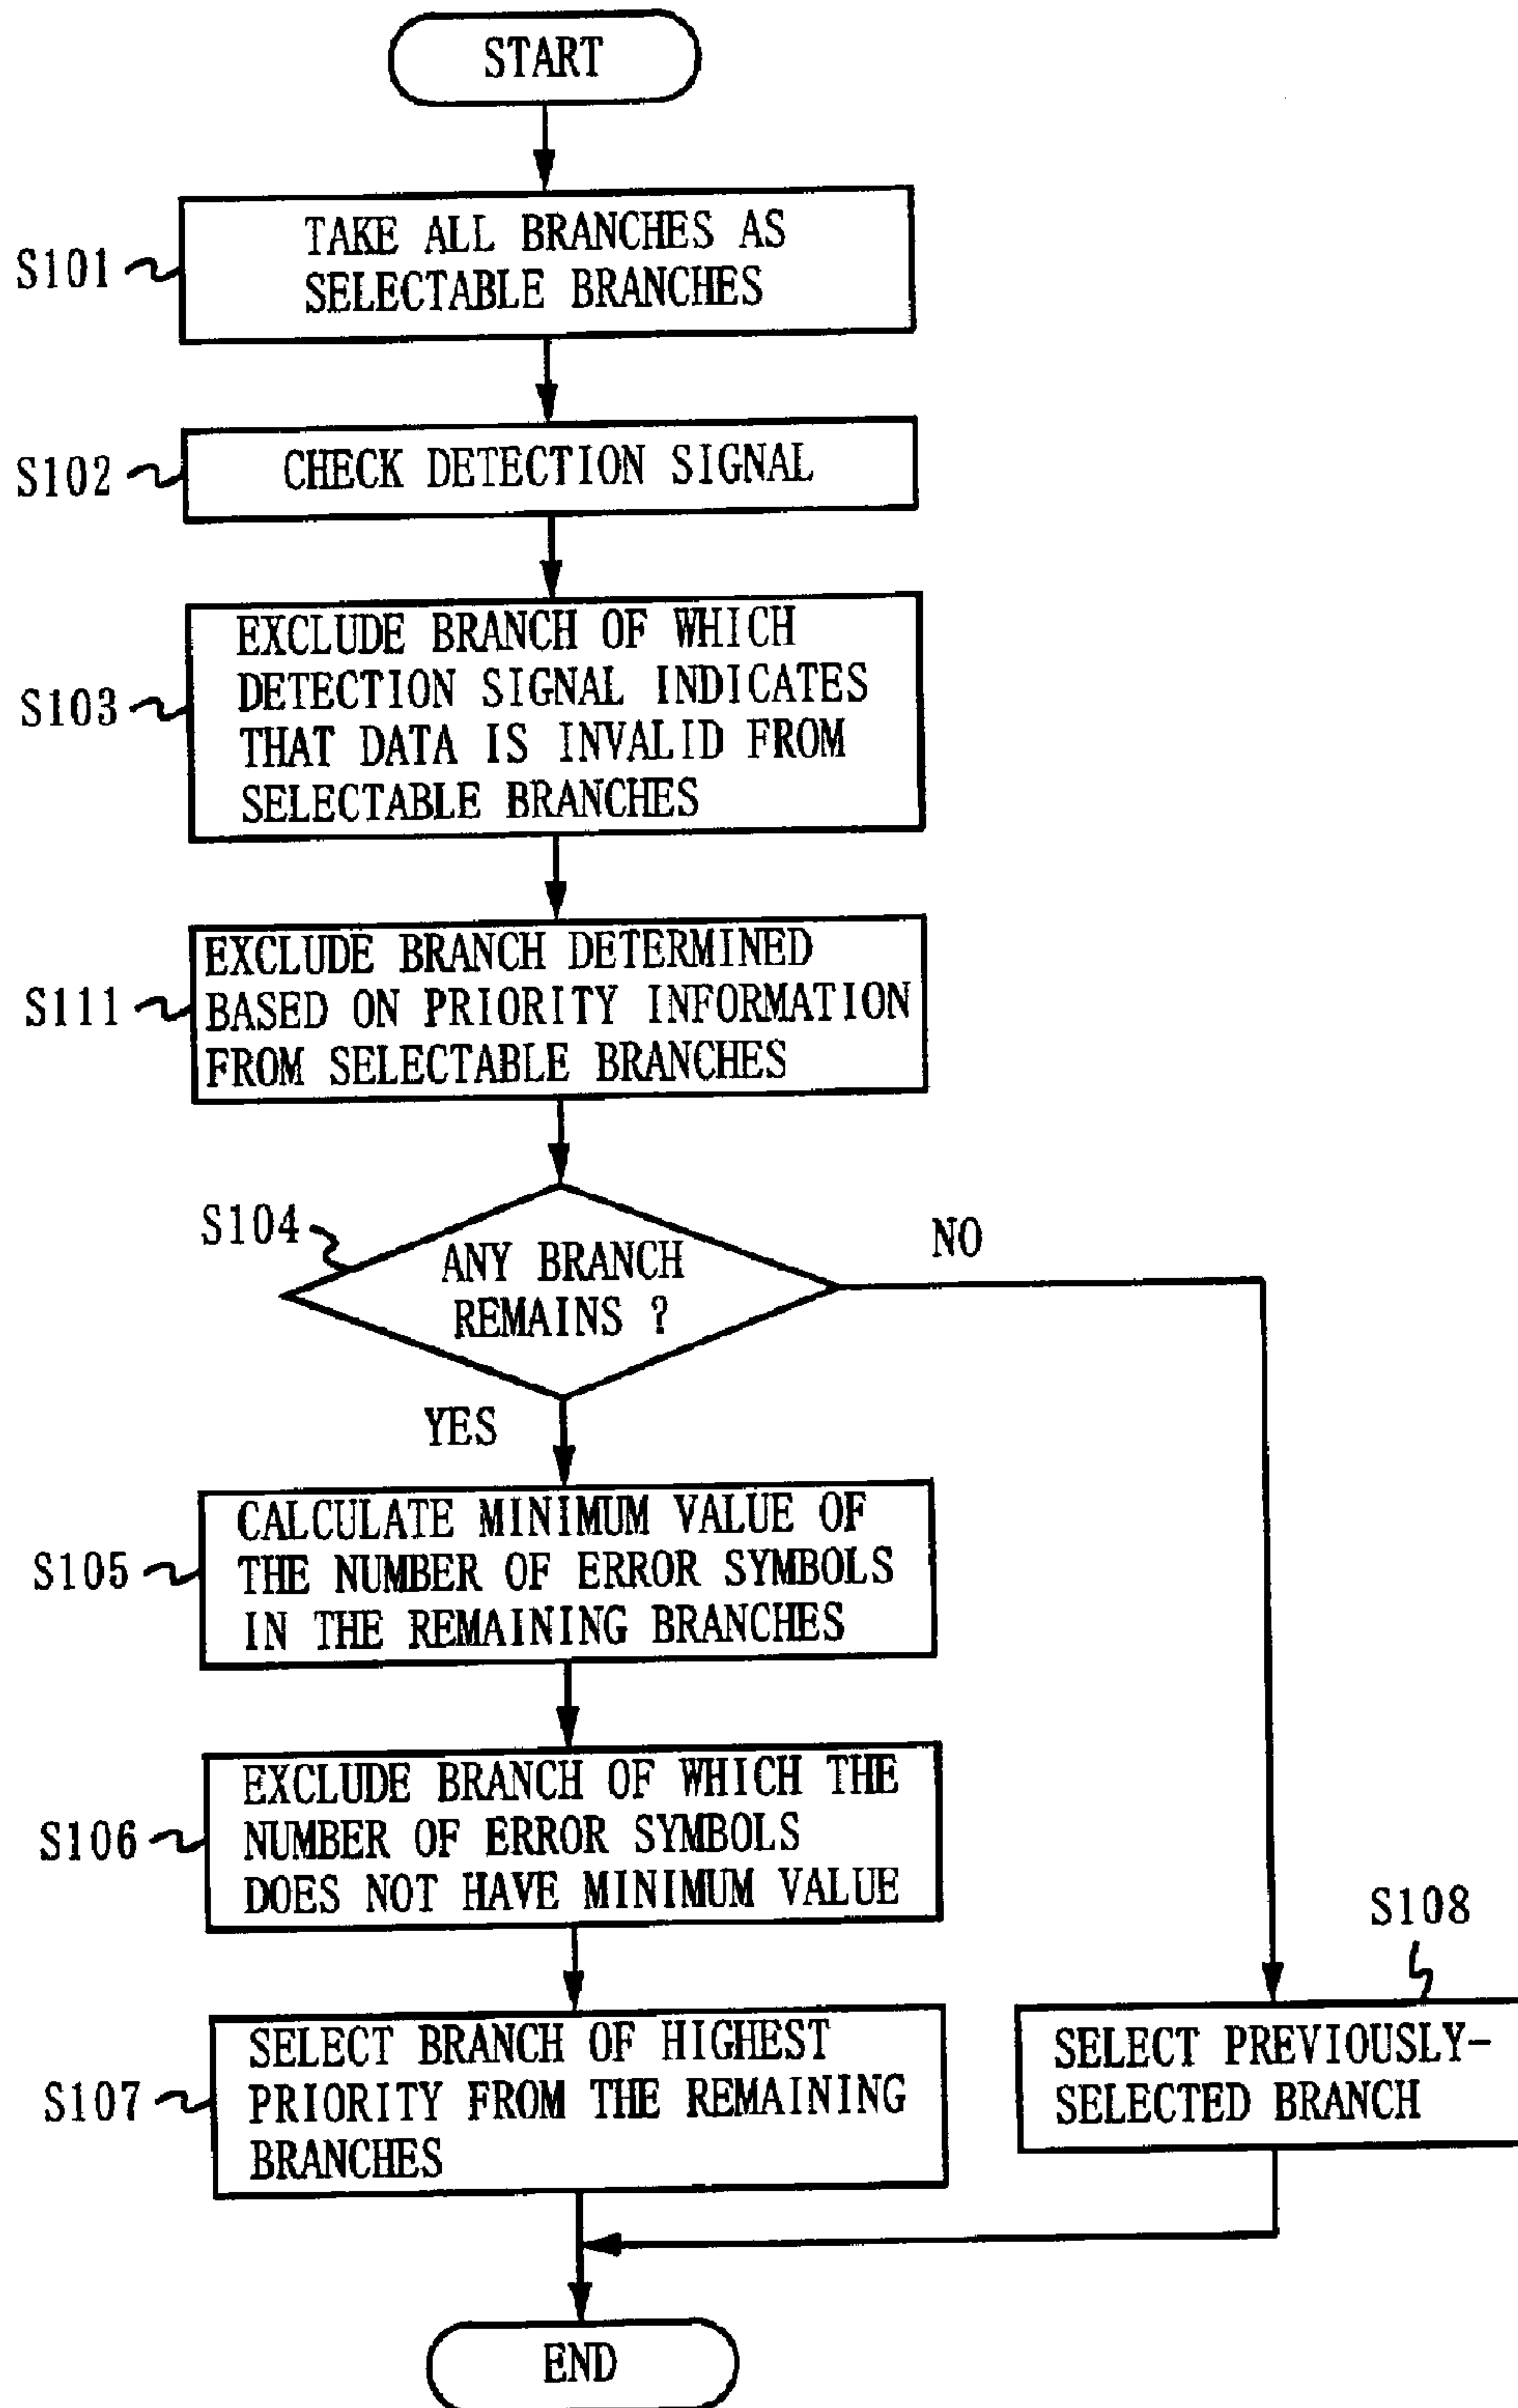 START
S101
TAKE ALL BRANCHES AS
SELECTABLE BRANCHES
S102
CHECK DETECTION SIGNAL
S103
EXCLUDE BRANCH OF WHICH
DETECTION SIGNAL INDICATES
THAT DATA IS INVALID FROM
SELECTABLE BRANCHES
S111
EXCLUDE BRANCH DETERMINED
BASED ON PRIORITY INFORMATION
FROM SELECTABLE BRANCHES
S104
ANY BRANCH
REMAINS ?
NO
YES
S105
CALCULATE MINIMUM VALUE OF
THE NUMBER OF ERROR SYMBOLS
IN THE REMAINING BRANCHES
S106
EXCLUDE BRANCH OF WHICH THE
NUMBER OF ERROR SYMBOLS
DOES NOT HAVE MINIMUM VALUE
S107
SELECT BRANCH OF HIGHEST
PRIORITY FROM THE REMAINING
BRANCHES
S108
SELECT PREVIOUSLY-
SELECTED BRANCH
END